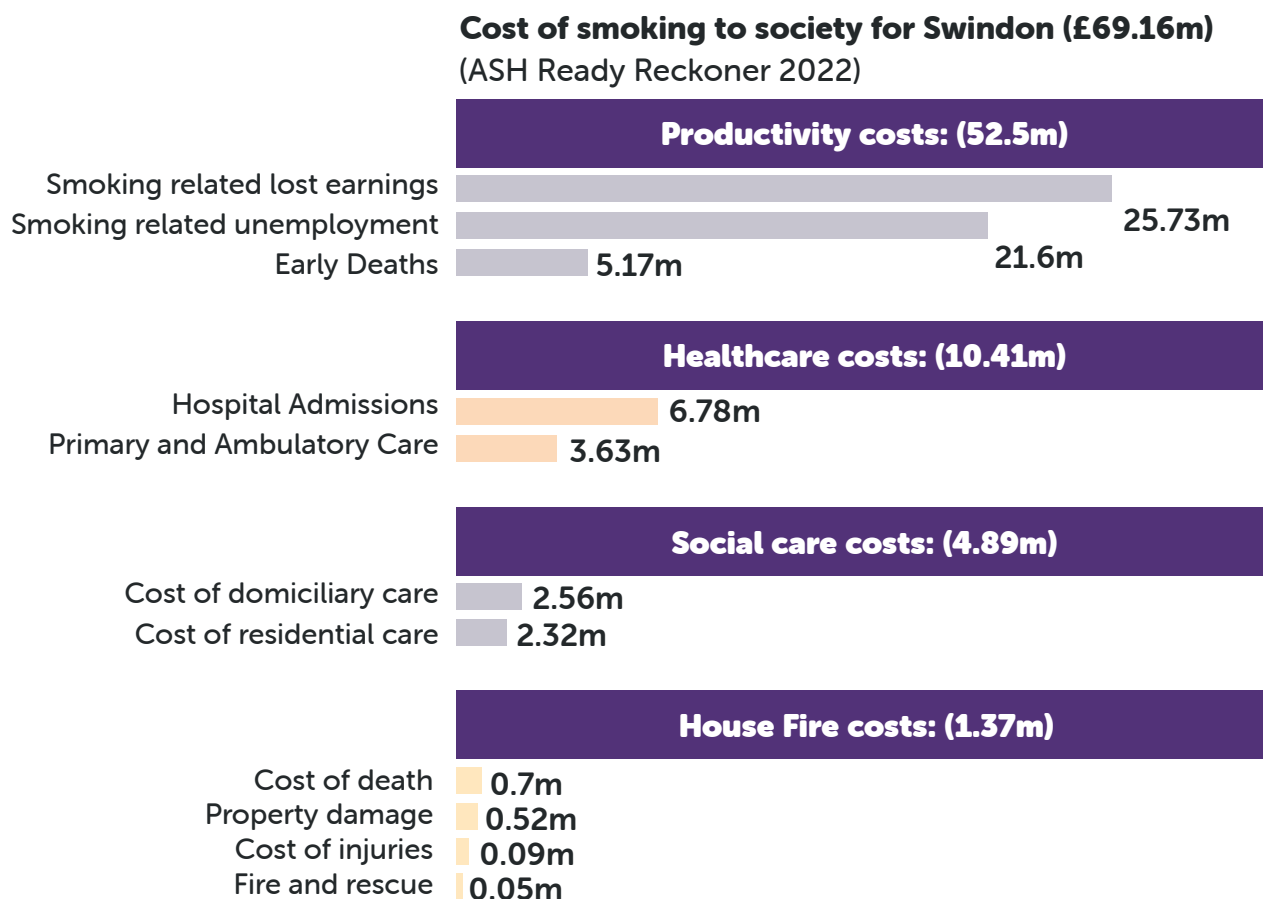 Cost of smoking to society for Swindon (£69.16m)
(ASH Ready Reckoner 2022)
Productivity costs: (52.5m)
Smoking related lost earnings
25.73m
Smoking related unemployment
21.6m
Early Deaths 5.17m
Healthcare costs: (10.41m)
Hospital Admissions 6.78m
Primary and Ambulatory Care 3.63m
Social care costs: (4.89m)
Cost of domiciliary care 2.56m
Cost of residential care 2.32m
House Fire costs: (1.37m)
Cost of death 0.7m
Property damage 0.52m
Cost of injuries 0.09m
Fire and rescue 0.05m